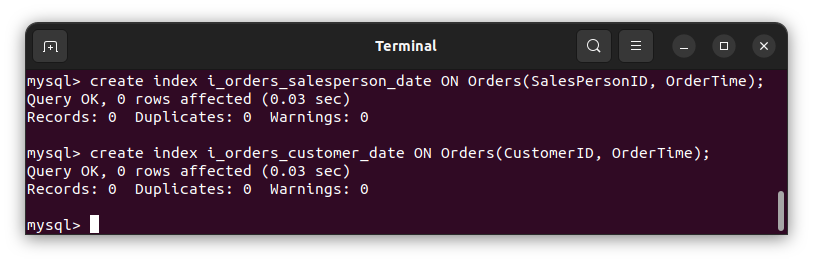 Terminal
mysql> create index i_orders_salesperson_date ON Orders(SalesPersonID, OrderTime);
Query OK, 0 rows affected (0.03 sec)
Records: 0  Duplicates: 0  Warnings: 0
mysql> create index i_orders_customer_date ON Orders(CustomerID, OrderTime);
Query OK, 0 rows affected (0.03 sec)
Records: 0  Duplicates: 0  Warnings: 0
mysql>